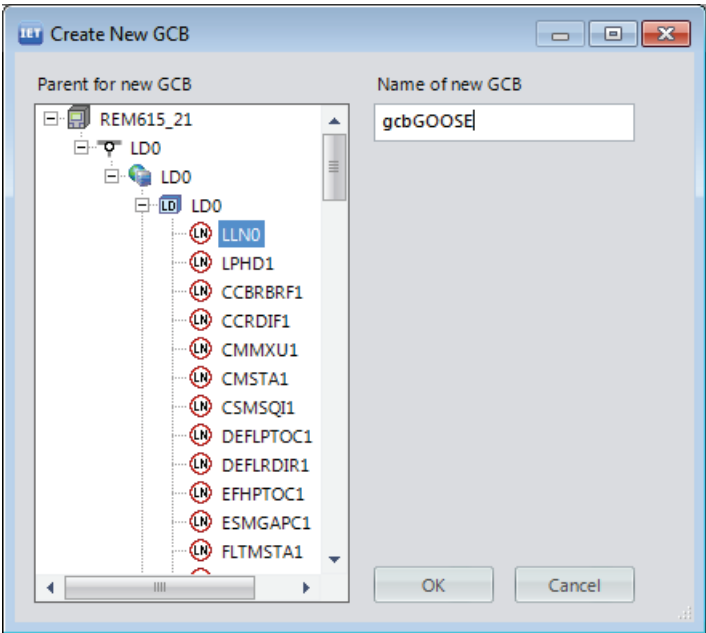 IET Create New GCB
Parent for new GCB
REM615_21
LD0
LD0
LD LD0
LN LLN0
LN LPHD1
LN CCBRBRF1
LN CCRDIF1
LN CMMXU1
LN CMSTA1
LN CSMSQI1
LN DEFLPTOC1
LN DEFLRDIR1
LN EFHPTOC1
LN ESMGAPC1
LN FLTMSTA1
Name of new GCB
gcbGOOSE
OK Cancel